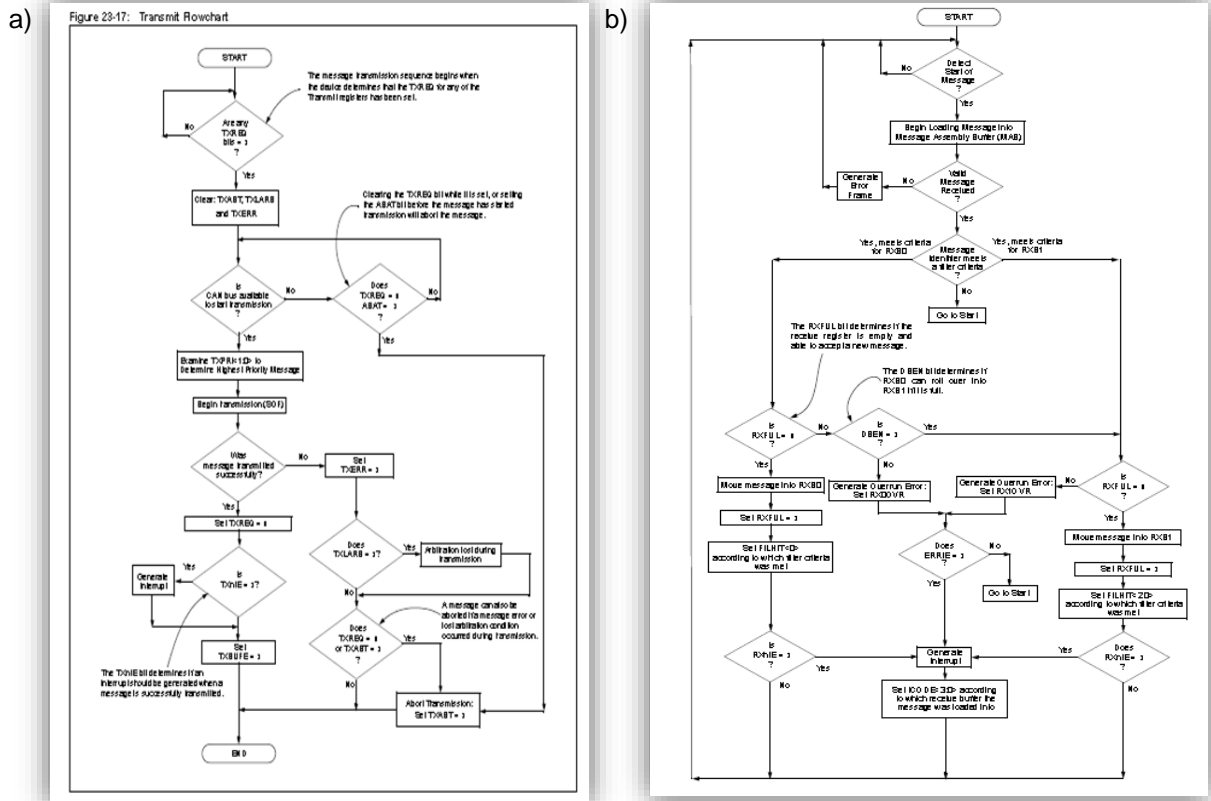 a)
Figure 23-17: Transmit Flowchart
START
The message transmission sequence begins when
the device determines that the TXREQ for any of the
Transmit registers has been set.
Are any
TXREQ
bits = 1
?
No
Yes
Clear: TXABT, TXLARB
and TXERR
Clearing the TXREQ bit while it is set, or setting
the ABAT bit before the message has started
transmission will abort the message.
Is
CAN bus available
to start transmission
?
No
Yes
Does
TXREQ = 0
ABAT = 1
?
No
Yes
Examine TXPRI<1:0> to
Determine Highest Priority Message
Begin transmission (SOF)
Was
message transmitted
successfully?
No
Yes
Set
TXERR = 1
Set TXREQ = 0
Does
TXLARB = 1?
Yes
No
Arbitration lost during
transmission
Is
TXnIE = 1?
Yes
No
Generate
Interrupt
A message can also be
aborted if a message error or
lost arbitration condition
occurred during transmission.
Does
TXREQ = 0
or TXABT = 1
?
Yes
No
Set
TXBUFE = 1
The TXnIE bit determines if an
interrupt should be generated when a
message is successfully transmitted.
Abort Transmission:
Set TXABT = 1
END
b)
START
Detect
Start of
Message
?
No
Yes
Begin Loading Message into
Message Assembly Buffer (MAB)
Valid
Message
Received
?
No
Yes
Generate
Error
Frame
Yes, meets criteria
for RXB0
Message
Identifier meets
a filter criteria
?
Yes, meets criteria
for RXB1
No
Go to Start
The RXFUL bit determines if the
receive register is empty and
able to accept a new message.
The DBEN bit determines if
RXB0 can roll over into
RXB1 if it is full.
Is
RXFUL = 0
?
No
Yes
Is
DBEN = 1
?
Yes
No
Is
RXFUL = 0
?
No
Yes
Move message into RXB0
Generate Overrun Error:
Set RX0OVR
Generate Overrun Error:
Set RX1OVR
Set RXFUL = 1
Set FILHIT<0>
according to which filter criteria
was met
Does
ERRIE = 1
?
No
Yes
Go to Start
Move message into RXB1
Set RXFUL = 1
Set FILHIT<2:0>
according to which filter criteria
was met
Is
RXnIE = 1
?
Yes
No
Generate
Interrupt
Does
RXnIE = 1
?
Yes
No
Set ICODE<3:0> according
to which receive buffer the
message was loaded into